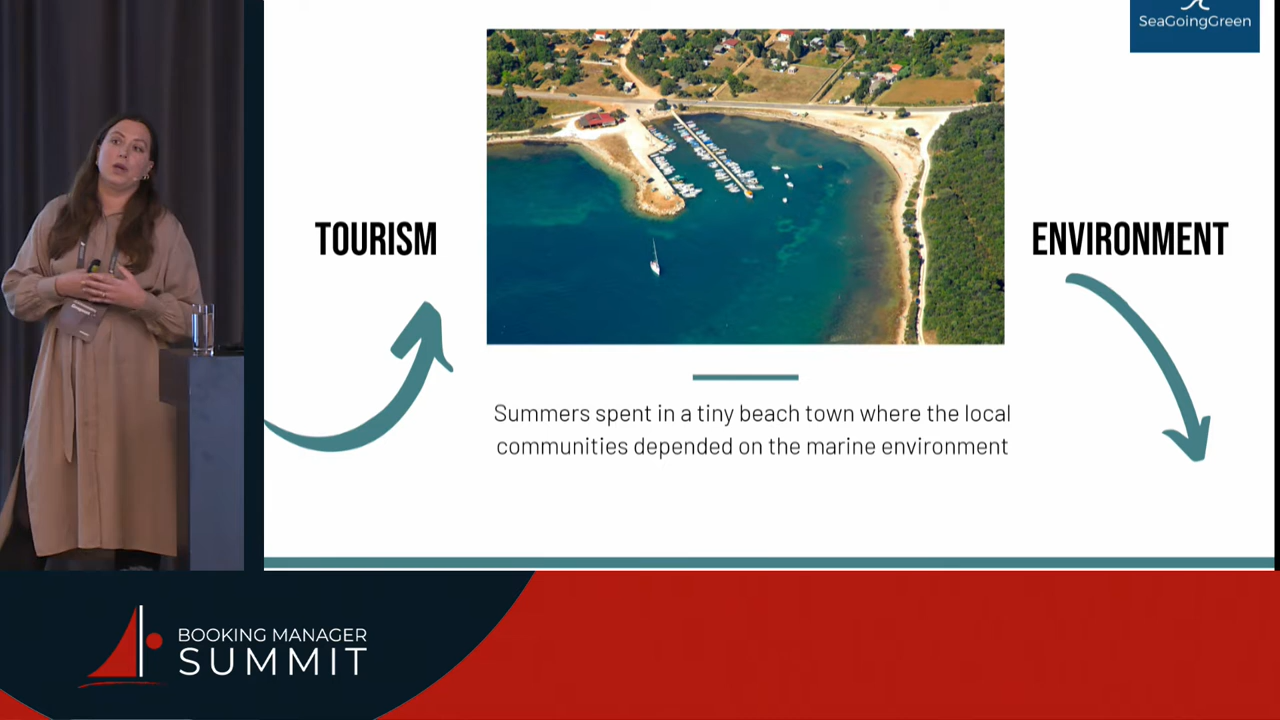 SeaGoingGreen
TOURISM
ENVIRONMENT
Summers spent in a tiny beach town where the local
communities depended on the marine environment
BOOKING MANAGER
SUMMIT